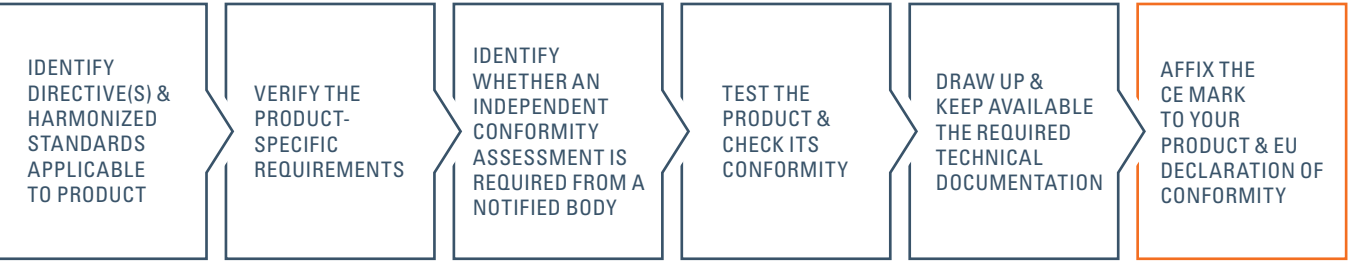 IDENTIFY
DIRECTIVE(S) &
HARMONIZED
STANDARDS
APPLICABLE
TO PRODUCT
VERIFY THE
PRODUCT-
SPECIFIC
REQUIREMENTS
IDENTIFY
WHETHER AN
INDEPENDENT
CONFORMITY
ASSESSMENT IS
REQUIRED FROM A
NOTIFIED BODY
TEST THE
PRODUCT &
CHECK ITS
CONFORMITY
DRAW UP &
KEEP AVAILABLE
THE REQUIRED
TECHNICAL
DOCUMENTATION
AFFIX THE
CE MARK
TO YOUR
PRODUCT & EU
DECLARATION OF
CONFORMITY